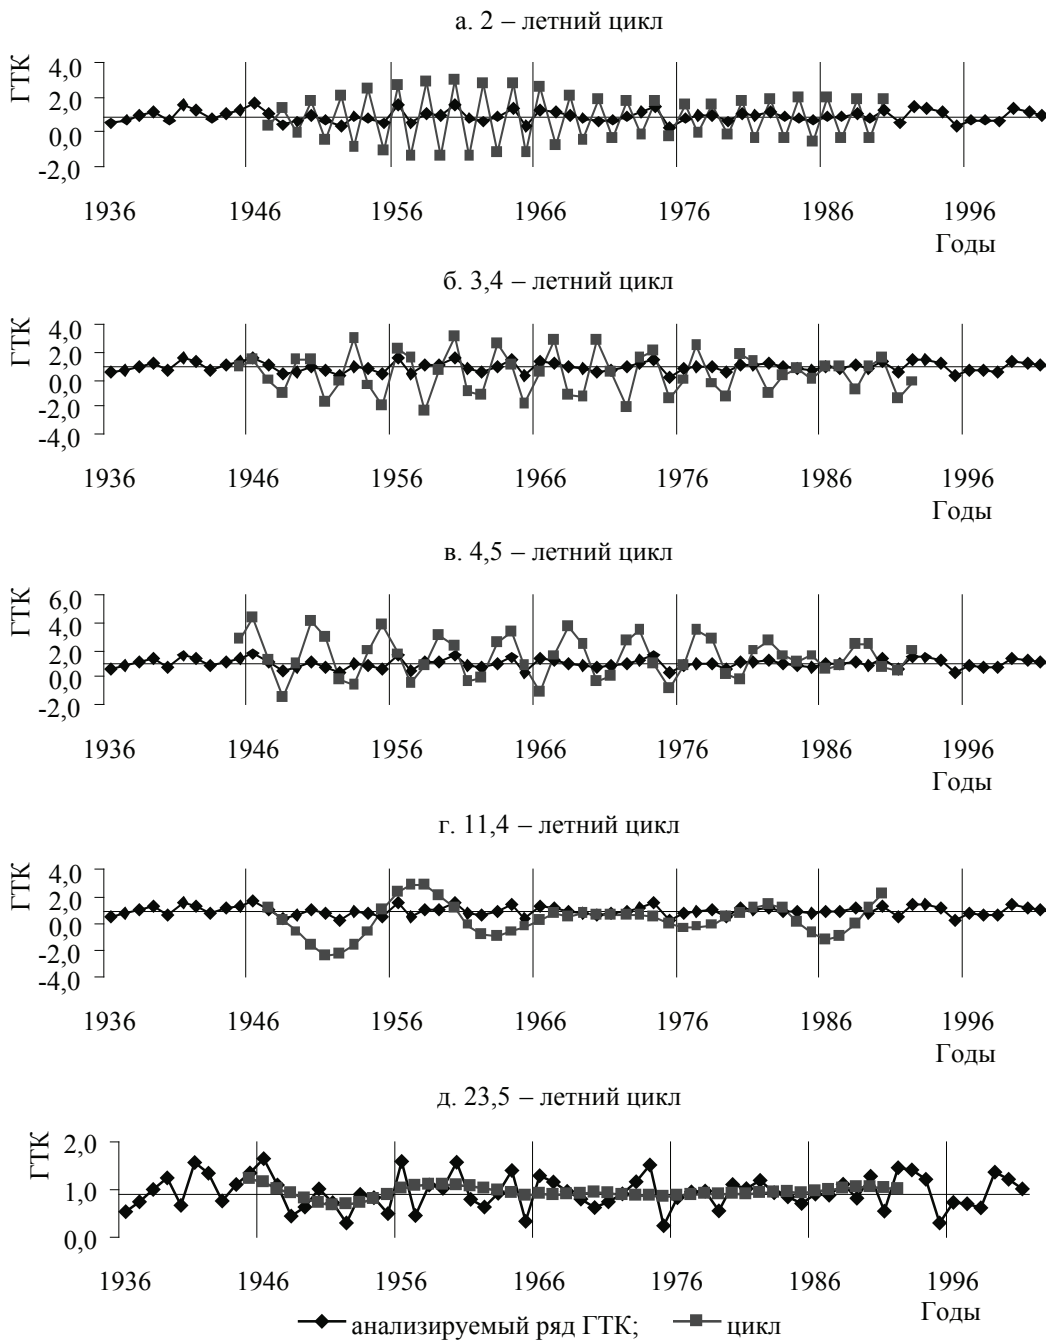 а. 2 – летний цикл
ГТК
4,0
2,0
0,0
-2,0
1936 1946 1956 1966 1976 1986 1996
Годы
б. 3,4 – летний цикл
ГТК
4,0
2,0
0,0
-2,0
-4,0
1936 1946 1956 1966 1976 1986 1996
Годы
в. 4,5 – летний цикл
ГТК
6,0
4,0
2,0
0,0
-2,0
1936 1946 1956 1966 1976 1986 1996
Годы
г. 11,4 – летний цикл
ГТК
4,0
2,0
0,0
-2,0
-4,0
1936 1946 1956 1966 1976 1986 1996
Годы
д. 23,5 – летний цикл
ГТК
2,0
1,0
0,0
1936 1946 1956 1966 1976 1986 1996
Годы
анализируемый ряд ГТК; цикл